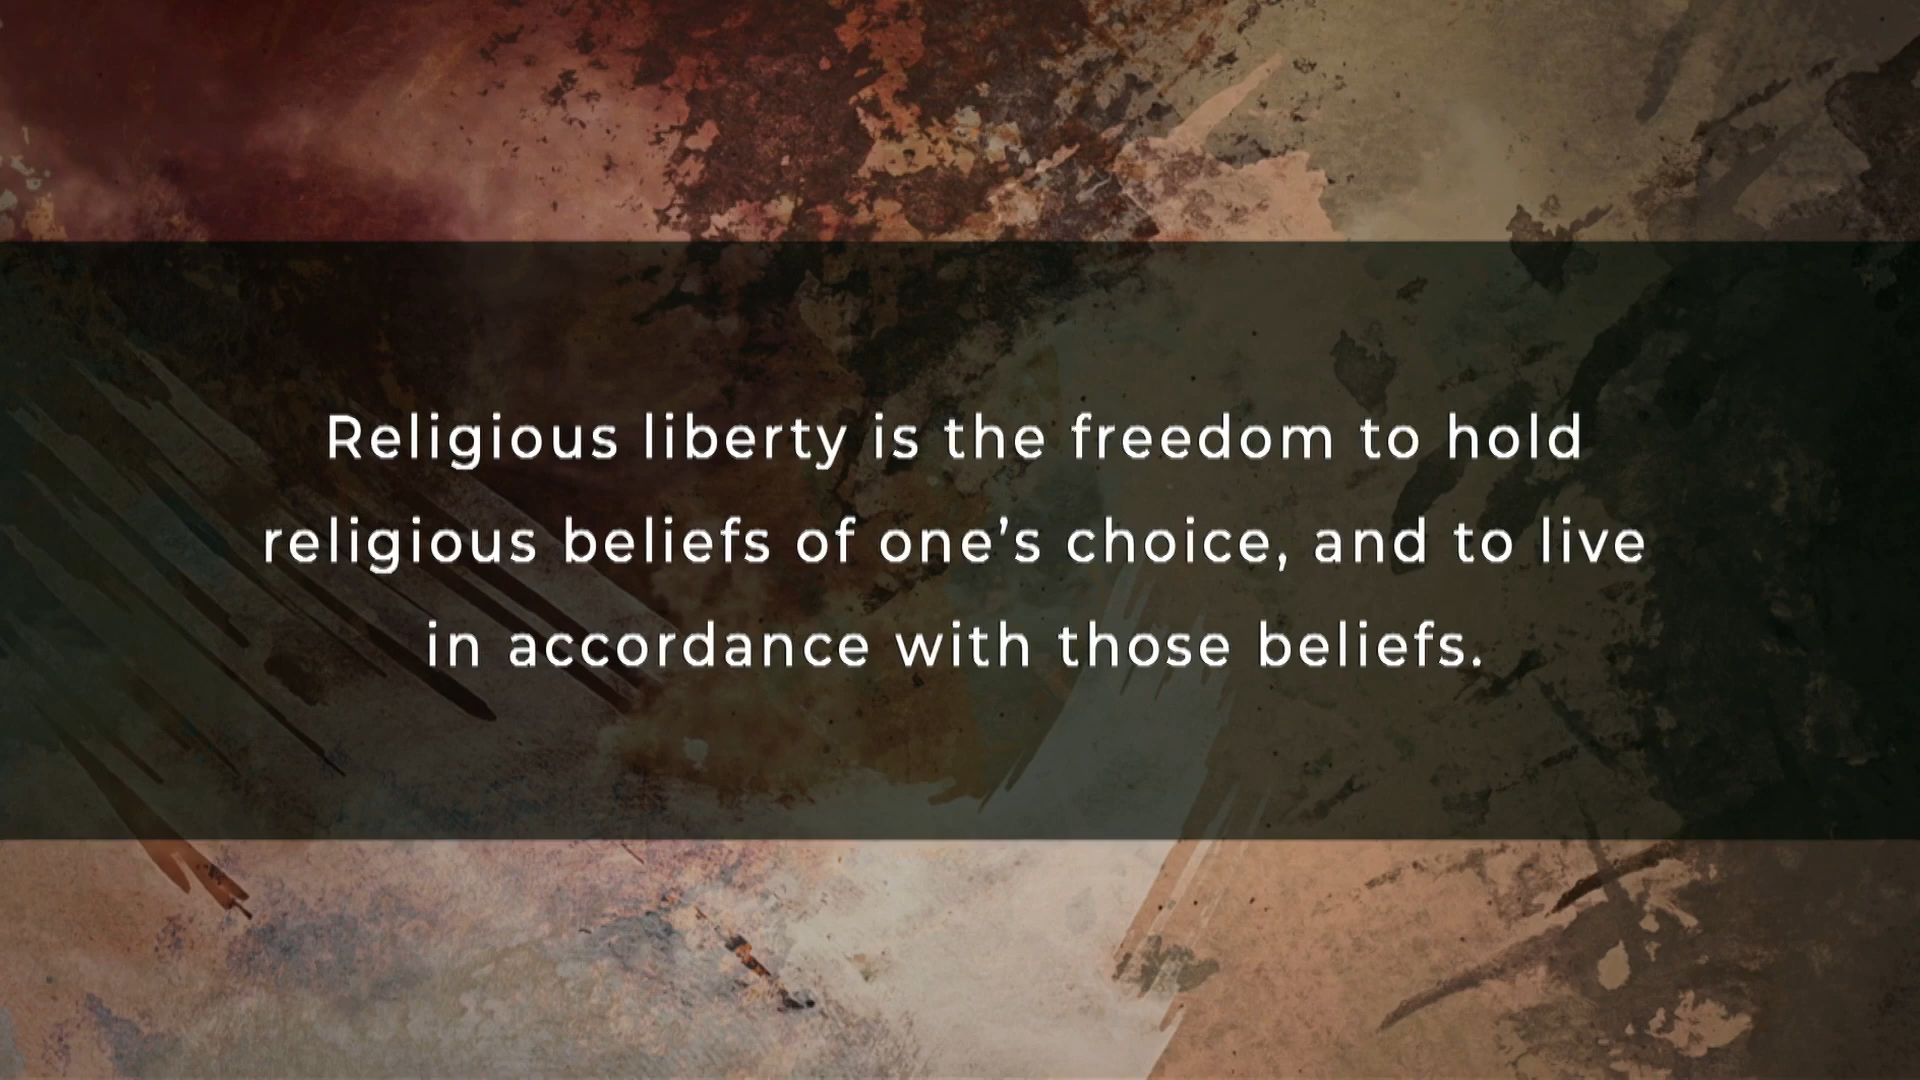 Religious liberty is the freedom to hold
religious beliefs of one’s choice, and to live
in accordance with those beliefs.